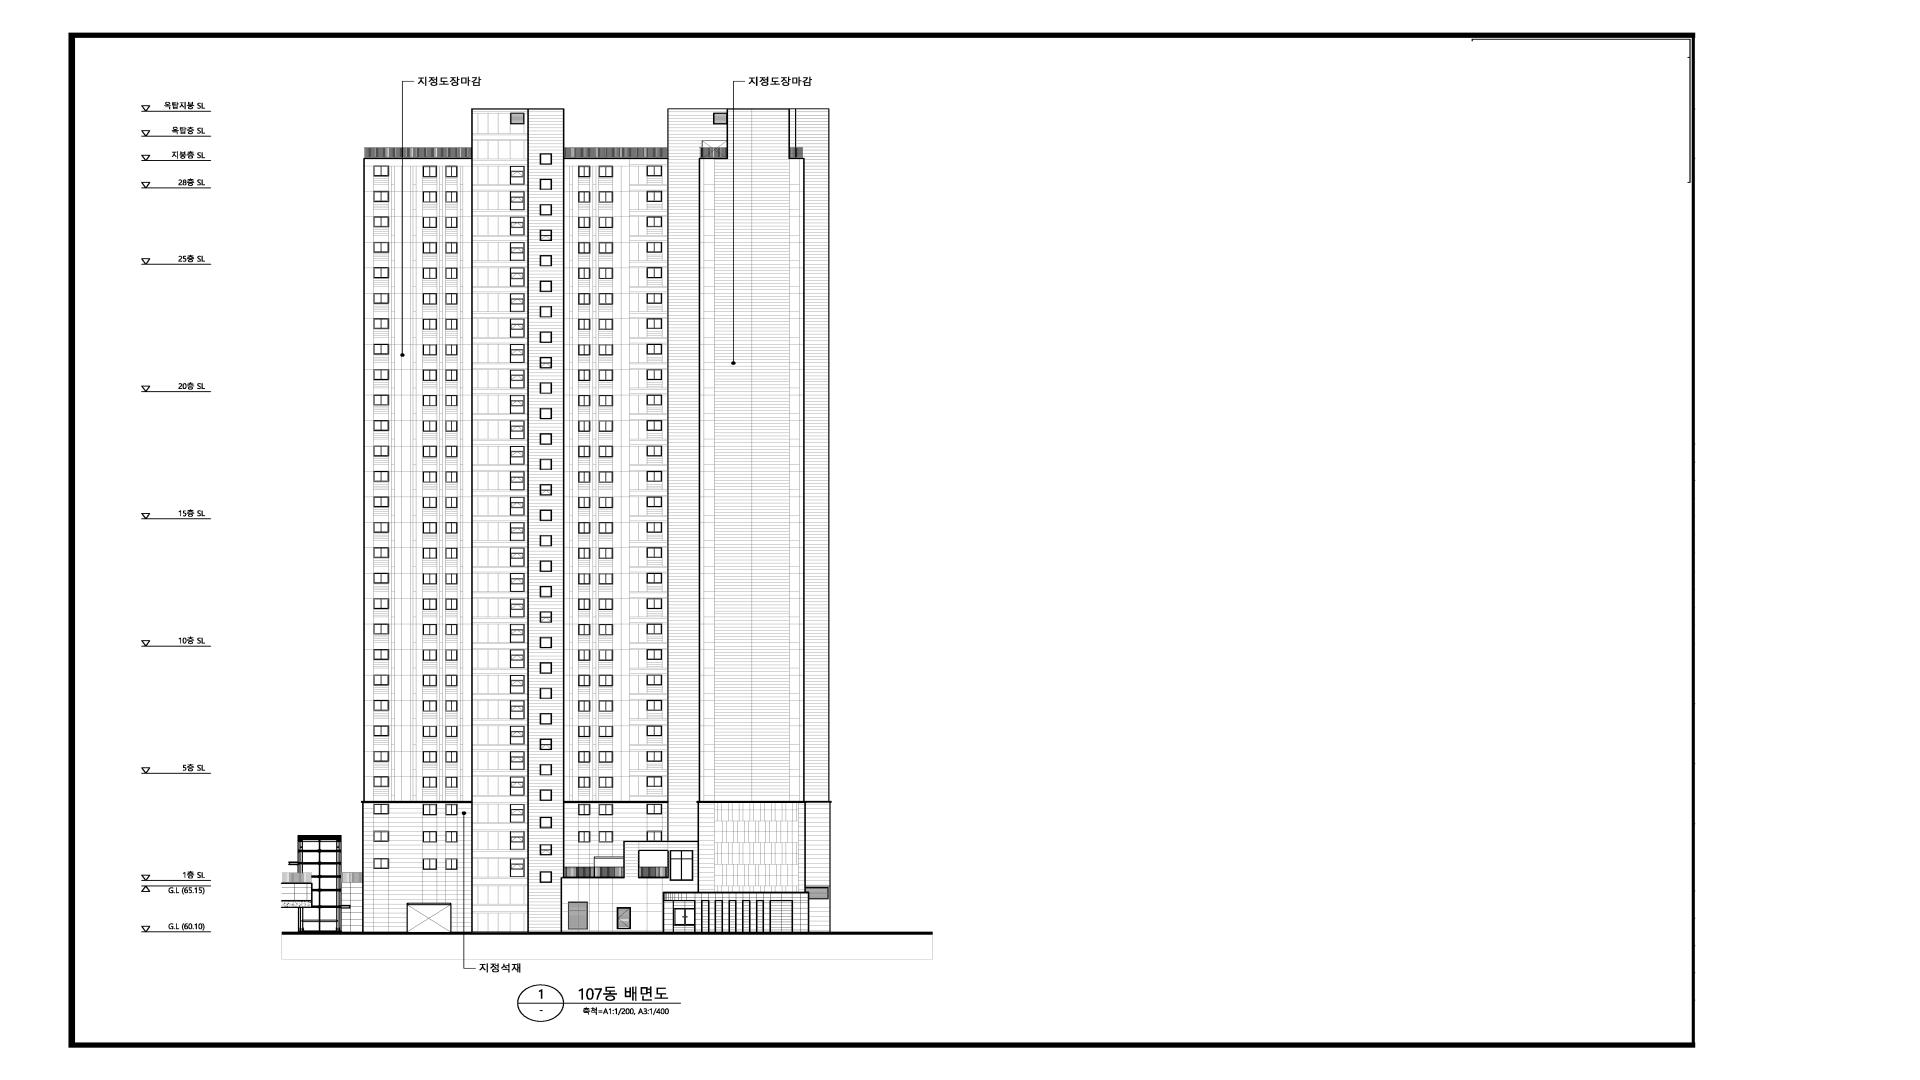 지정도장마감
지정도장마감
옥탑지붕 SL
옥탑층 SL
지붕층 SL
28층 SL
25층 SL
20층 SL
15층 SL
10층 SL
5층 SL
1층 SL
G.L (65.15)
G.L (60.10)
지정석재
1
-
107동 배면도
축척=A1:1/200, A3:1/400